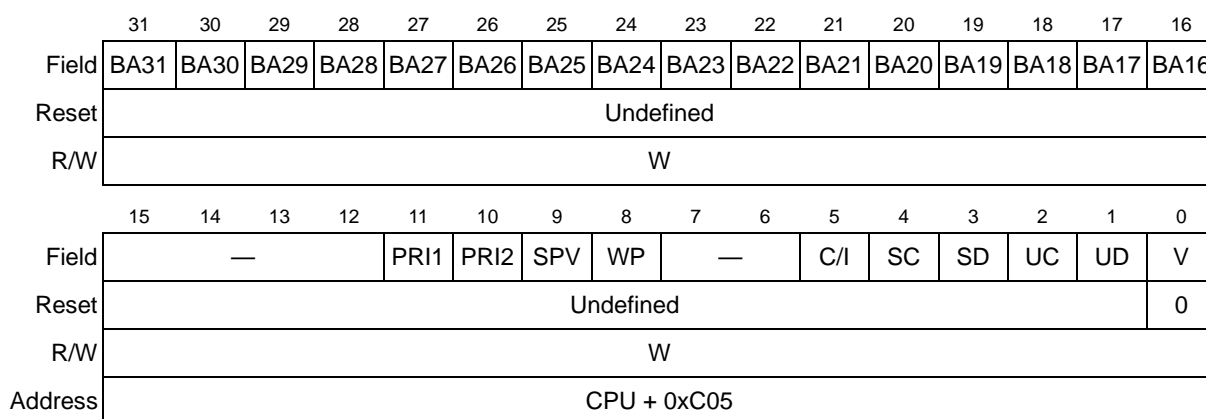 31 30 29 28 27 26 25 24 23 22 21 20 19 18 17 16
Field BA31 BA30 BA29 BA28 BA27 BA26 BA25 BA24 BA23 BA22 BA21 BA20 BA19 BA18 BA17 BA16
Reset Undefined
R/W W
15 14 13 12 11 10 9 8 7 6 5 4 3 2 1 0
Field — PRI1 PRI2 SPV WP — C/I SC SD UC UD V
Reset Undefined 0
R/W W
Address CPU + 0xC05